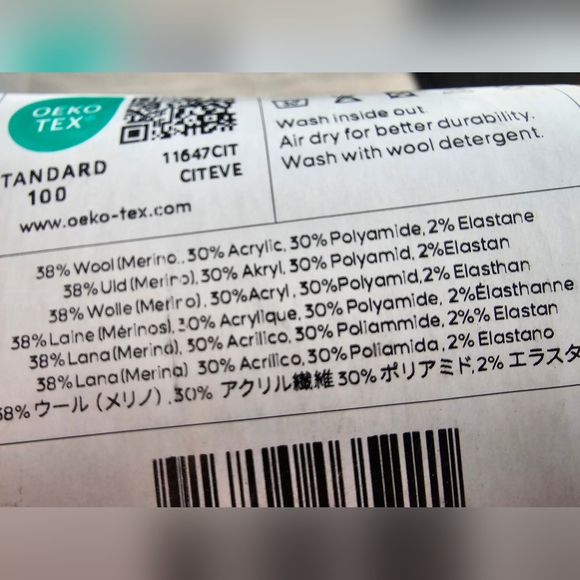 OEKO
TEX®
TANDARD
100
11647CIT
CITEVE
www.oeko-tex.com
Wash inside out.
Air dry for better durability.
Wash with wool detergent.
38% Wool (Merino), 30% Acrylic, 30% Polyamide, 2% Elastane
38% Uld (Merino), 30% Akryl, 30% Polyamid, 2%Elastan
38% Wolle (Merino), 30%Acryl, 30%Polyamid,2% Elasthan
38% Laine (Mérinos), 30% Acrylique, 30% Polyamide, 2%Élasthanne
38% Lana (Merino), 30% Acrilico, 30% Poliammide, 2%% Elastan
38% Lana (Merina) 30% Acrílico, 30% Poliamida, 2% Elastano
38% ウール (メリノ) ,30% アクリル繊維 30% ポリアミド,2% エラスタ